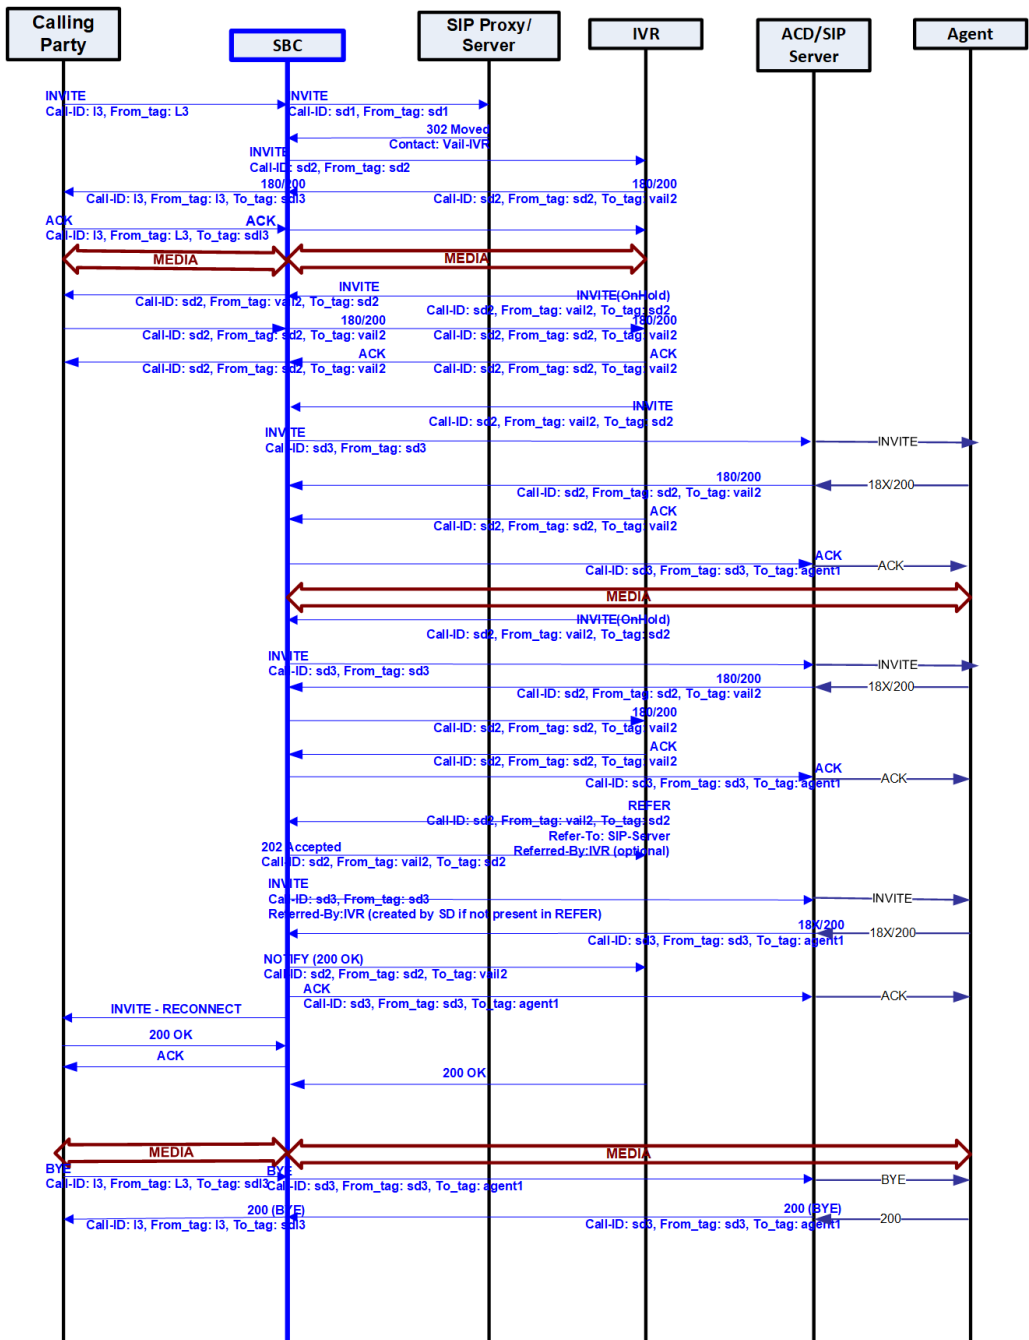 Calling
Party
SBC
SIP Proxy/
Server
IVR
ACD/SIP
Server
Agent
INVITE
Call-ID: l3, From_tag: L3
INVITE
Call-ID: sd1, From_tag: sd1
302 Moved
Contact: Vail-IVR
INVITE
Call-ID: sd2, From_tag: sd2
180/200
Call-ID: l3, From_tag: l3, To_tag: sdl3
180/200
Call-ID: sd2, From_tag: sd2, To_tag: vail2
ACK
Call-ID: l3, From_tag: L3, To_tag: sdl3
ACK
MEDIA
MEDIA
INVITE
Call-ID: sd2, From_tag: vail2, To_tag: sd2
INVITE(OnHold)
Call-ID: sd2, From_tag: vail2, To_tag: sd2
180/200
Call-ID: sd2, From_tag: sd2, To_tag: vail2
180/200
Call-ID: sd2, From_tag: sd2, To_tag: vail2
ACK
Call-ID: sd2, From_tag: sd2, To_tag: vail2
ACK
Call-ID: sd2, From_tag: sd2, To_tag: vail2
INVITE
Call-ID: sd2, From_tag: vail2, To_tag: sd2
INVITE
Call-ID: sd3, From_tag: sd3
INVITE
180/200
Call-ID: sd2, From_tag: sd2, To_tag: vail2
18X/200
ACK
Call-ID: sd2, From_tag: sd2, To_tag: vail2
ACK
Call-ID: sd3, From_tag: sd3, To_tag: agent1
ACK
MEDIA
INVITE(OnHold)
Call-ID: sd2, From_tag: vail2, To_tag: sd2
INVITE
Call-ID: sd3, From_tag: sd3
INVITE
180/200
Call-ID: sd2, From_tag: sd2, To_tag: vail2
18X/200
180/200
Call-ID: sd2, From_tag: sd2, To_tag: vail2
ACK
Call-ID: sd2, From_tag: sd2, To_tag: vail2
ACK
Call-ID: sd3, From_tag: sd3, To_tag: agent1
ACK
REFER
Call-ID: sd2, From_tag: vail2, To_tag: sd2
Refer-To: SIP-Server
Referred-By:IVR (optional)
202 Accepted
Call-ID: sd2, From_tag: vail2, To_tag: sd2
INVITE
Call-ID: sd3, From_tag: sd3
Referred-By:IVR (created by SD if not present in REFER)
INVITE
18X/200
Call-ID: sd3, From_tag: sd3, To_tag: agent1
18X/200
NOTIFY (200 OK)
Call-ID: sd2, From_tag: sd2, To_tag: vail2
ACK
Call-ID: sd3, From_tag: sd3, To_tag: agent1
ACK
INVITE - RECONNECT
200 OK
ACK
200 OK
MEDIA
MEDIA
BYE
Call-ID: l3, From_tag: L3, To_tag: sdl3
BYE
Call-ID: sd3, From_tag: sd3, To_tag: agent1
BYE
200 (BYE)
Call-ID: l3, From_tag: l3, To_tag: sdl3
200 (BYE)
Call-ID: sd3, From_tag: sd3, To_tag: agent1
200